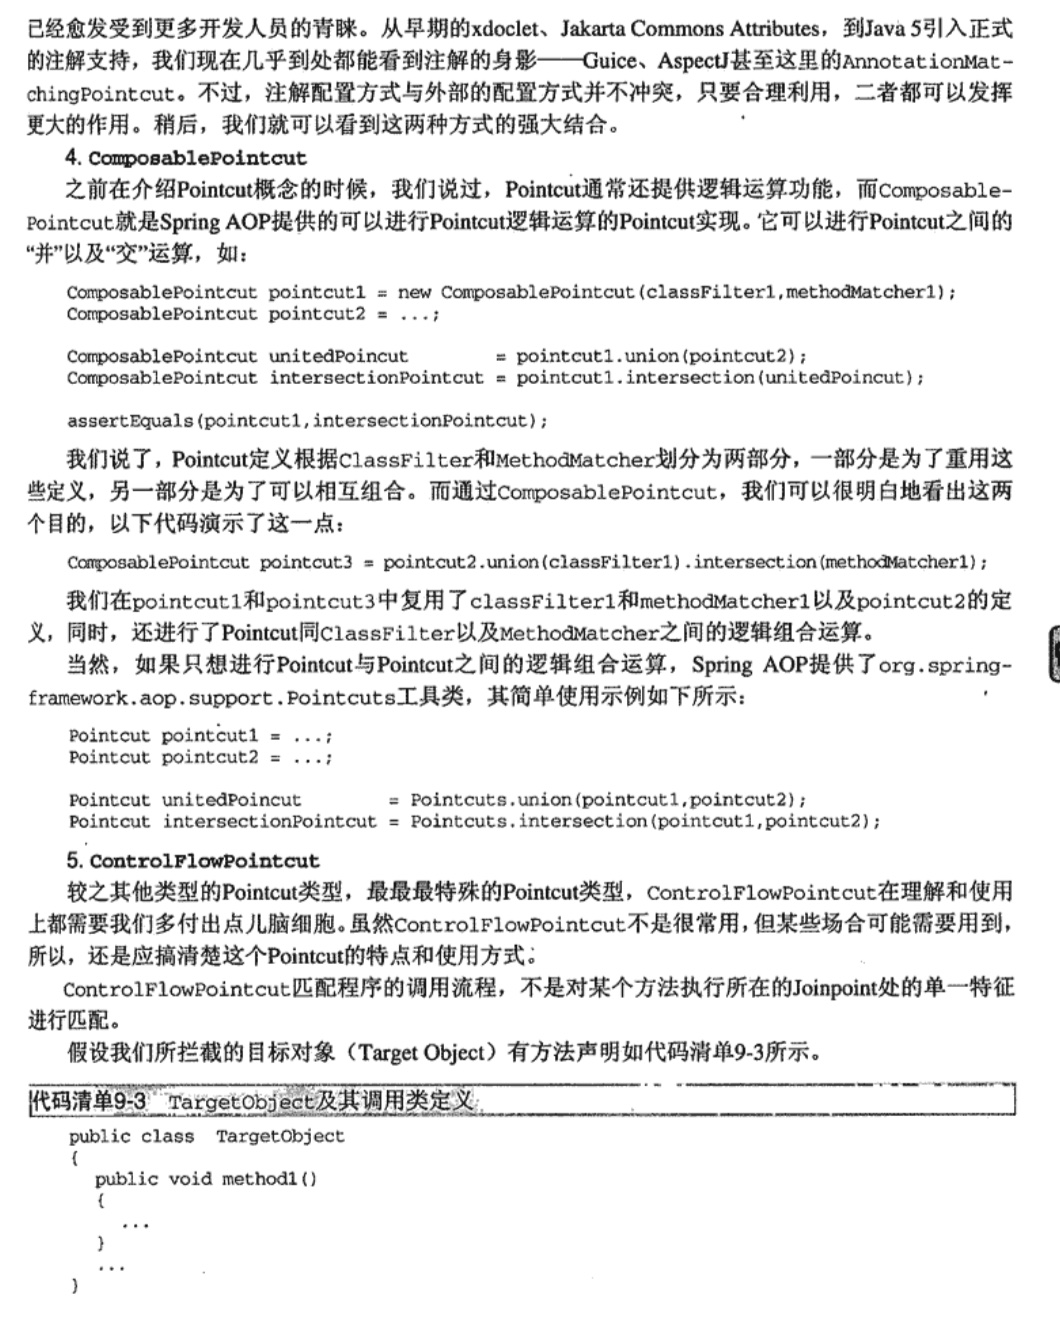 已经愈发受到更多开发人员的青睐。从早期的xdoclet、Jakarta Commons Attributes，到Java 5引入正式
的注解支持，我们现在几乎到处都能看到注解的身影——Guice、AspectJ甚至这里的AnnotationMat-
chingPointcut。不过，注解配置方式与外部的配置方式并不冲突，只要合理利用，二者都可以发挥
更大的作用。稍后，我们就可以看到这两种方式的强大结合。
4. ComposablePointcut
之前在介绍Pointcut概念的时候，我们说过，Pointcut通常还提供逻辑运算功能，而Composable-
Pointcut就是Spring AOP提供的可以进行Pointcut逻辑运算的Pointcut实现。它可以进行Pointcut之间的
“并”以及“交”运算，如：
ComposablePointcut pointcut1 = new ComposablePointcut(classFilter1,methodMatcher1);
ComposablePointcut pointcut2 = ...;
ComposablePointcut unitedPoincut = pointcut1.union(pointcut2);
ComposablePointcut intersectionPointcut = pointcut1.intersection(unitedPoincut);
assertEquals(pointcut1,intersectionPointcut);
我们说了，Pointcut定义根据ClassFilter和MethodMatcher划分为两部分，一部分是为了重用这
些定义，另一部分是为了可以相互组合。而通过ComposablePointcut，我们可以很明白地看出这两
个目的，以下代码演示了这一点：
ComposablePointcut pointcut3 = pointcut2.union(classFilter1).intersection(methodMatcher1);
我们在pointcut1和pointcut3中复用了classFilter1和methodMatcher1以及pointcut2的定
义，同时，还进行了Pointcut同ClassFilter以及MethodMatcher之间的逻辑组合运算。
当然，如果只想进行Pointcut与Pointcut之间的逻辑组合运算，Spring AOP提供了org.spring-
framework.aop.support.Pointcuts工具类，其简单使用示例如下所示：
Pointcut pointcut1 = ...;
Pointcut pointcut2 = ...;
Pointcut unitedPoincut = Pointcuts.union(pointcut1,pointcut2);
Pointcut intersectionPointcut = Pointcuts.intersection(pointcut1,pointcut2);
5. ControlFlowPointcut
较之其他类型的Pointcut类型，最最最特殊的Pointcut类型，ControlFlowPointcut在理解和使用
上都需要我们多付出点儿脑细胞。虽然ControlFlowPointcut不是很常用，但某些场合可能需要用到，
所以，还是应搞清楚这个Pointcut的特点和使用方式。
ControlFlowPointcut匹配程序的调用流程，不是对某个方法执行所在的Joinpoint处的单一特征
进行匹配。
假设我们所拦截的目标对象（Target Object）有方法声明如代码清单9-3所示。
代码清单9-3 TargetObject及其调用类定义
public class TargetObject
{
public void method1()
{
...
}
...
}